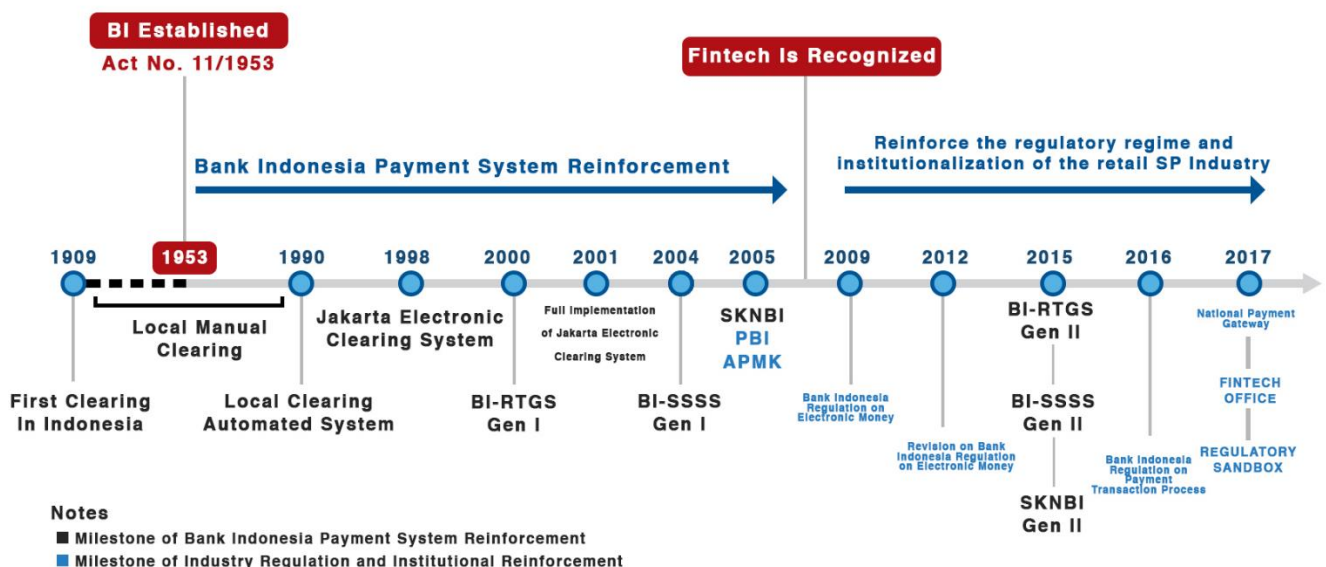 BI Established
Act No. 11/1953
Fintech Is Recognized
Bank Indonesia Payment System Reinforcement
Reinforce the regulatory regime and
institutionalization of the retail SP Industry
1909
1953
1990
1998
2000
2001
2004
2005
2009
2012
2015
2016
2017
Local Manual
Clearing
First Clearing
In Indonesia
Local Clearing
Automated System
Jakarta Electronic
Clearing System
BI-RTGS
Gen I
Full Implementation
of Jakarta Electronic
Clearing System
BI-SSSS
Gen I
SKNBI
PBI
APMK
Bank Indonesia
Regulation on
Electronic Money
Revision on Bank
Indonesia Regulation
on Electronic Money
BI-RTGS
Gen II
BI-SSSS
Gen II
SKNBI
Gen II
Bank Indonesia
Regulation on
Payment
Transaction Process
National Payment
Gateway
FINTECH
OFFICE
REGULATORY
SANDBOX
Notes
Milestone of Bank Indonesia Payment System Reinforcement
Milestone of Industry Regulation and Institutional Reinforcement